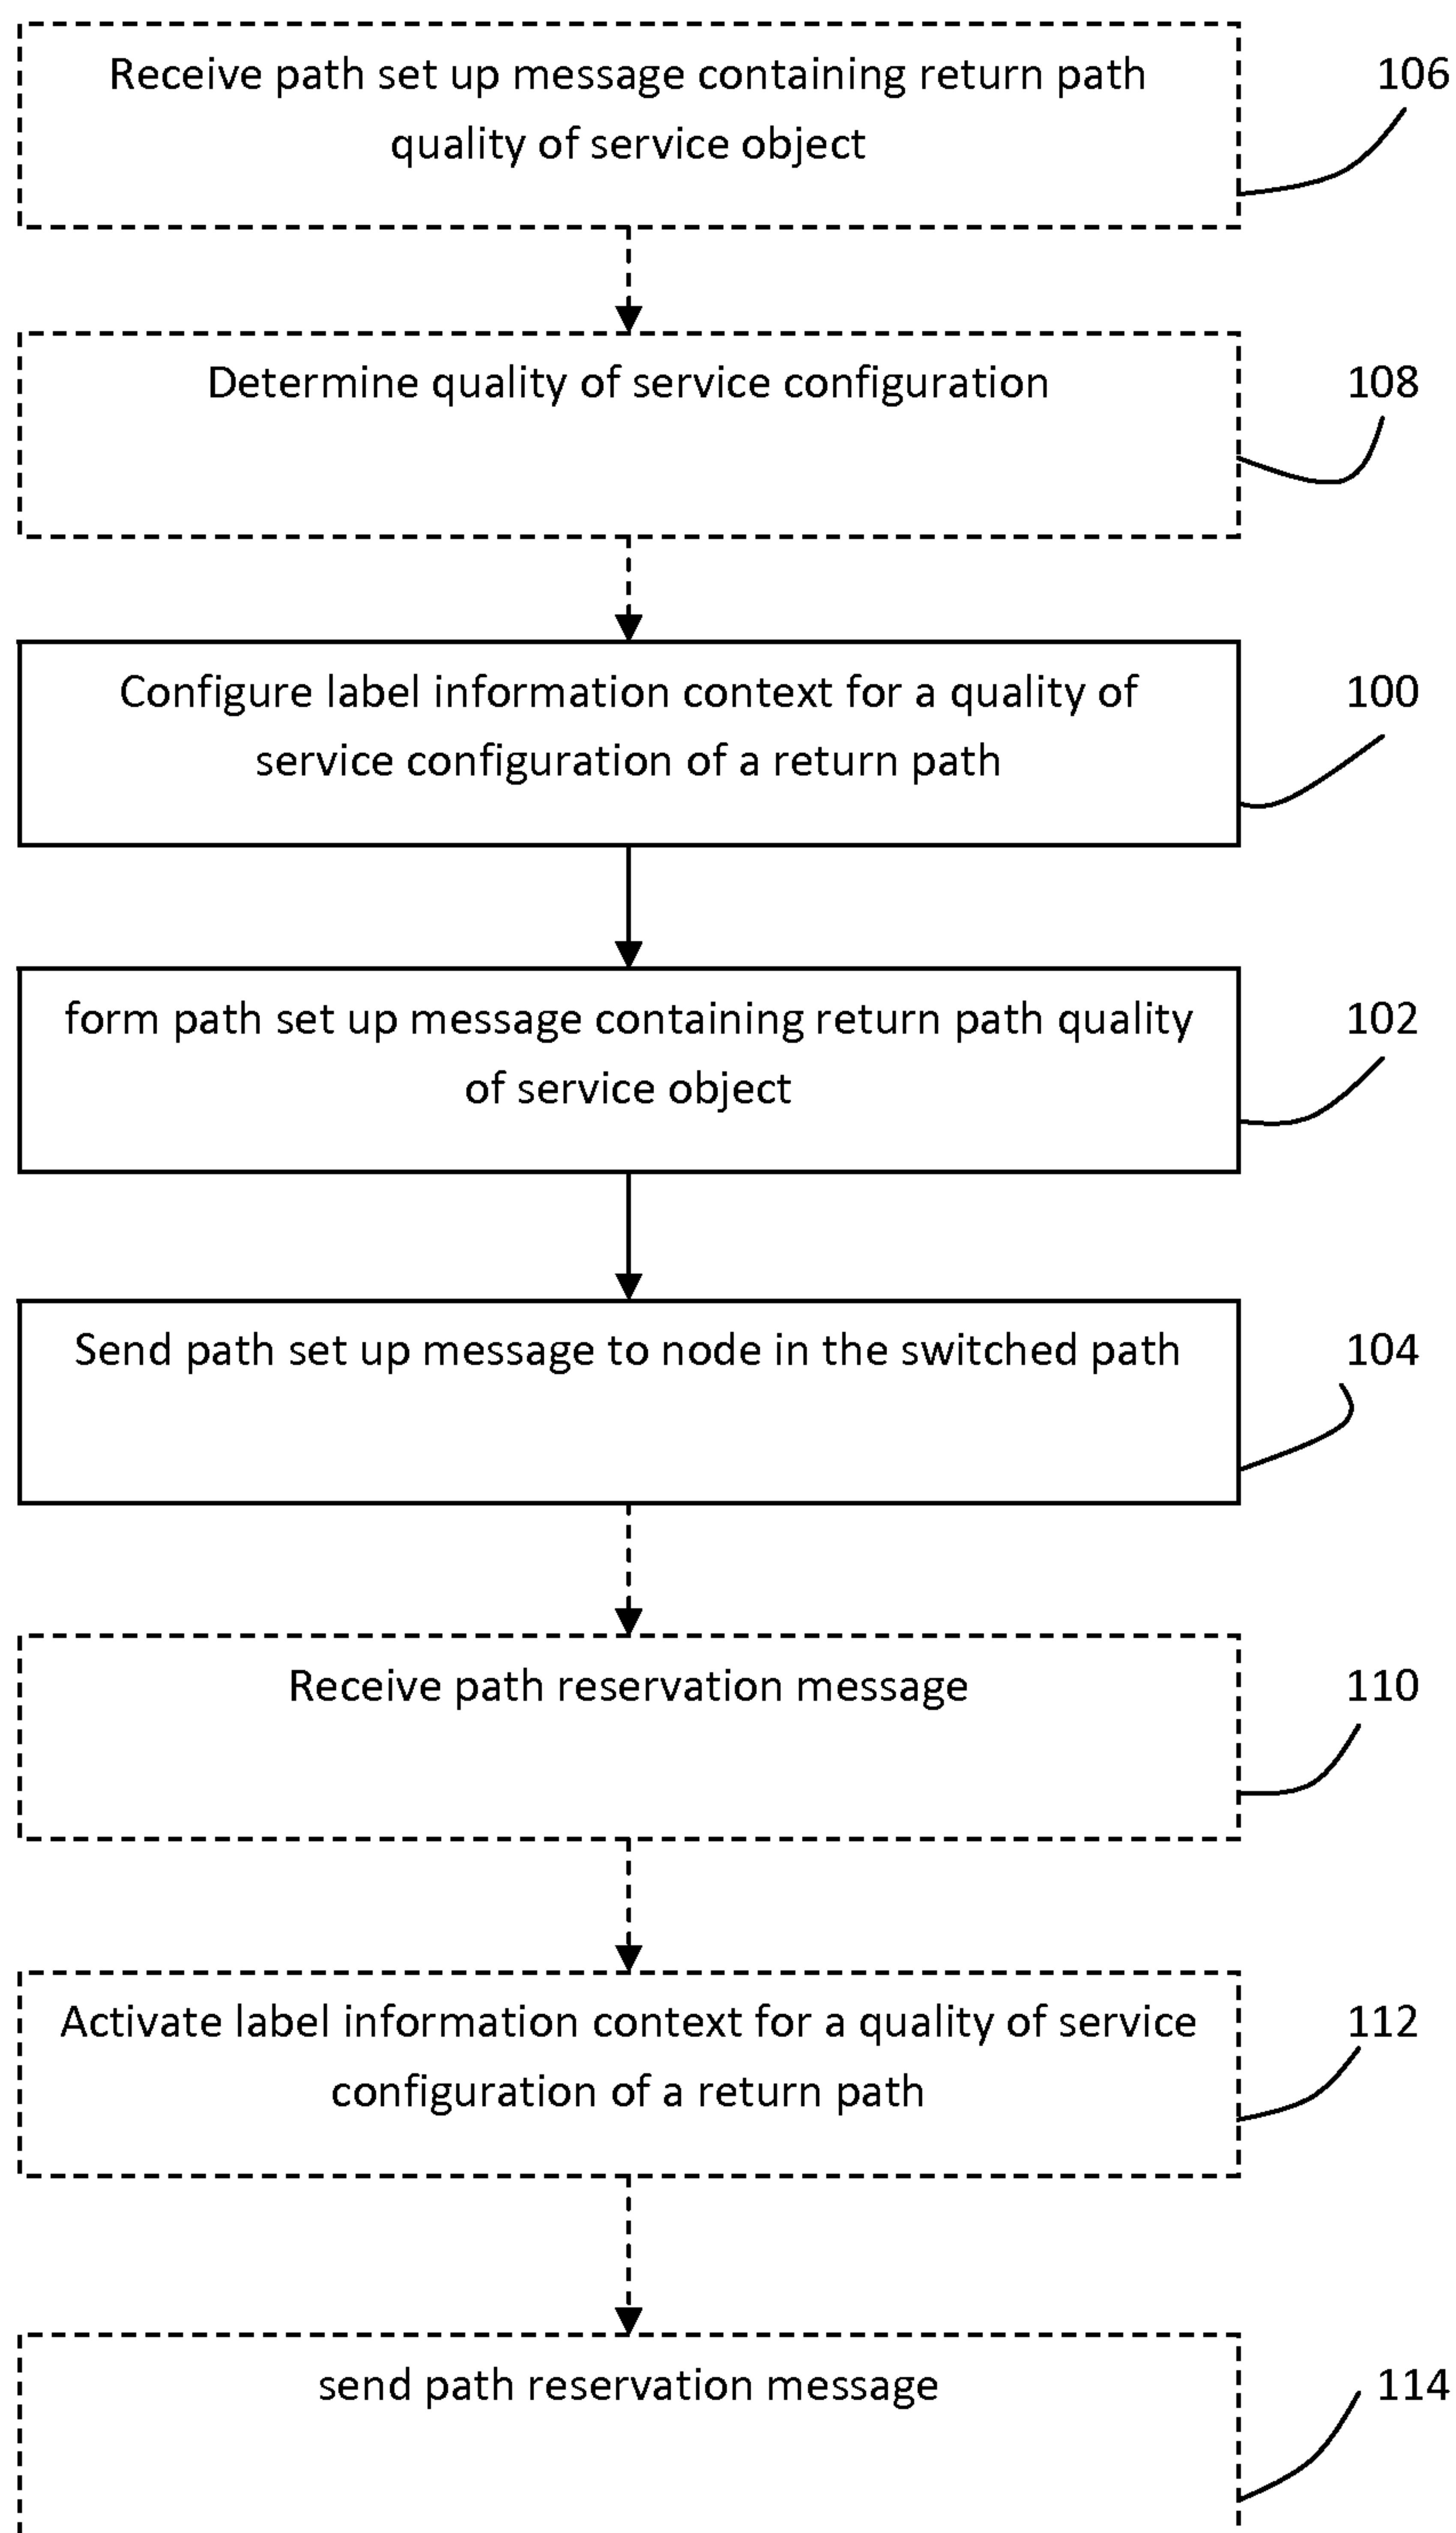 Receive path set up message containing return path
quality of service object
106
Determine quality of service configuration
108
Configure label information context for a quality of
service configuration of a return path
100
form path set up message containing return path quality
of service object
102
Send path set up message to node in the switched path
104
Receive path reservation message
110
Activate label information context for a quality of service
configuration of a return path
112
send path reservation message
114